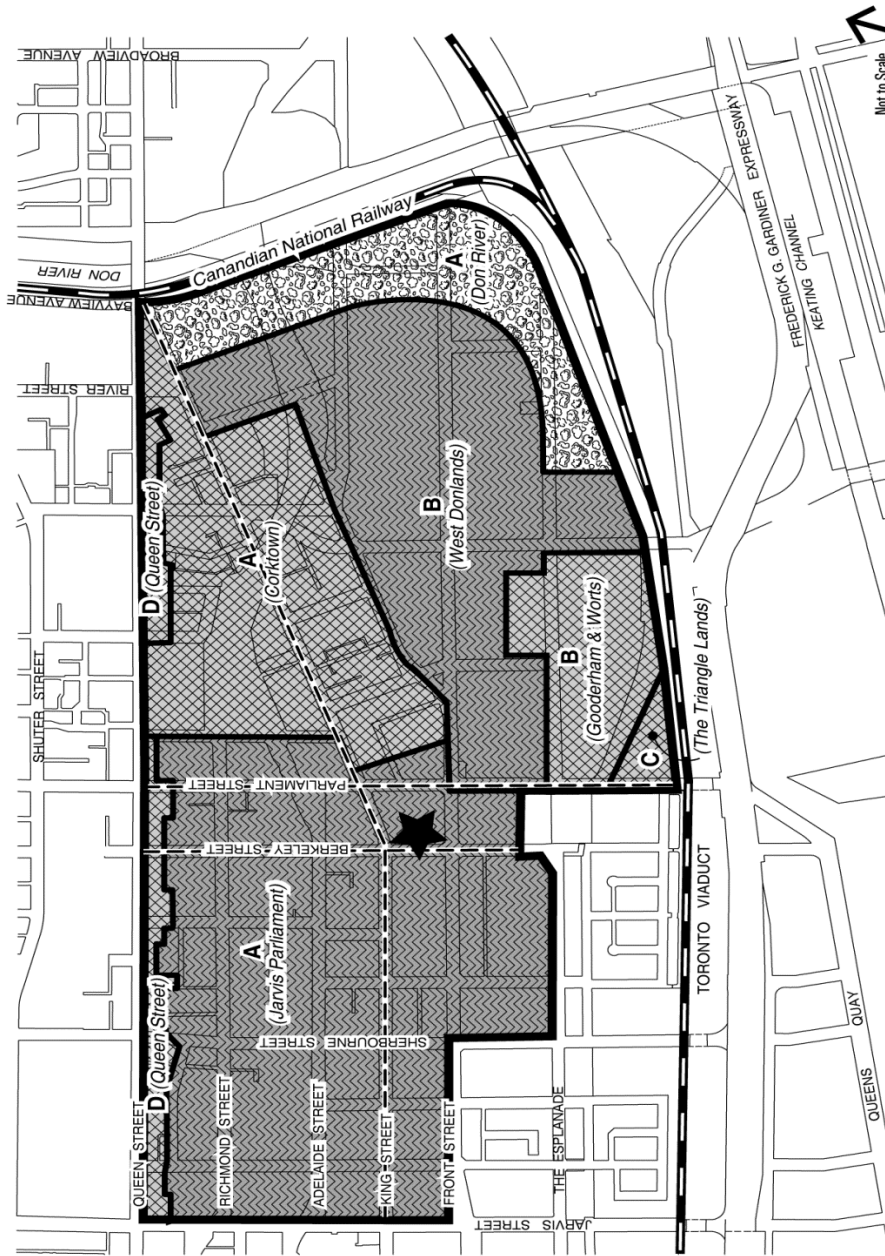 BROADVIEW AVENUE
Not to Scale
DON RIVER
BAYVIEW AVENUE
Canandian National Railway
RIVER STREET
A
(Don River)
FREDERICK G. GARDINER EXPRESSWAY
KEATING CHANNEL
D (Queen Street)
A
(Corktown)
B
(West Donlands)
SHUTER STREET
B
(Gooderham & Worts)
C
(The Triangle Lands)
PARLIAMENT
STREET
BERKELEY STREET
A
(Jarvis Parliament)
TORONTO VIADUCT
D (Queen Street)
SHERBOURNE
STREET
QUEEN STREET
RICHMOND STREET
ADELAIDE STREET
KING STREET
FRONT STREET
THE ESPLANADE
JARVIS STREET
QUEENS QUAY